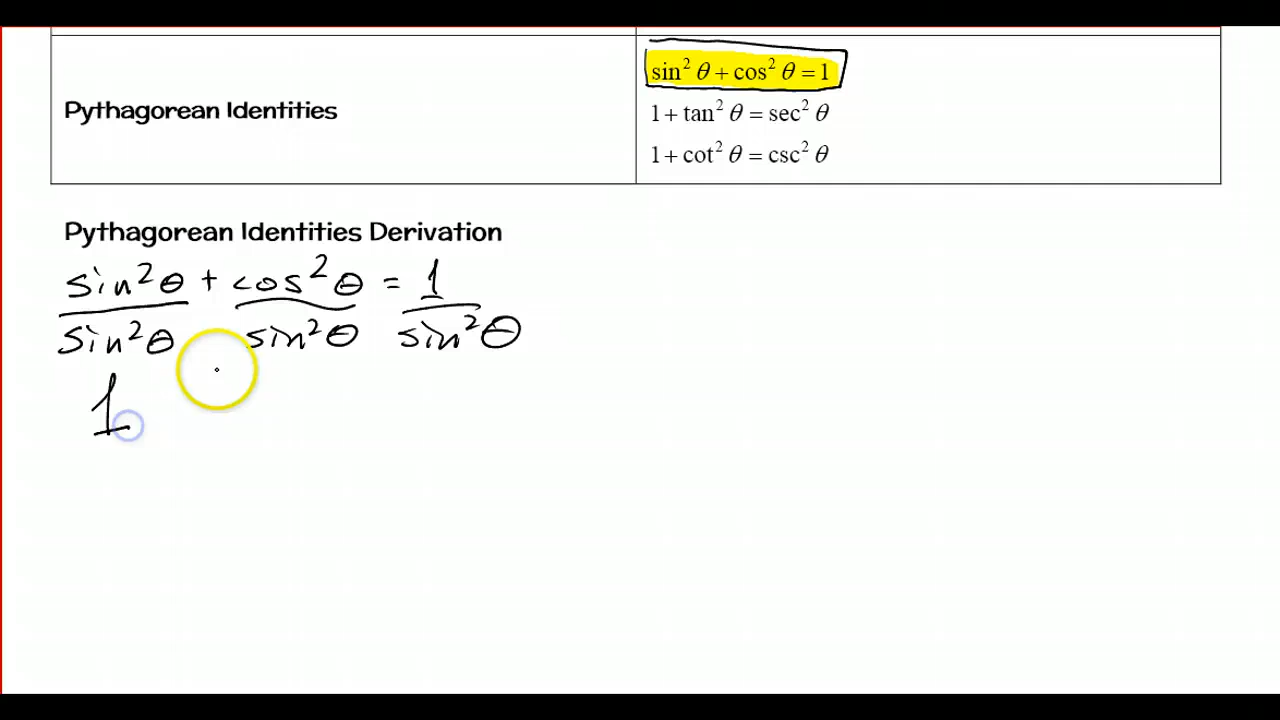 sin² θ + cos² θ = 1
Pythagorean Identities
1 + tan² θ = sec² θ
1 + cot² θ = csc² θ
Pythagorean Identities Derivation
sin²θ + cos²θ = 1
sin²θ sin²θ sin²θ
1